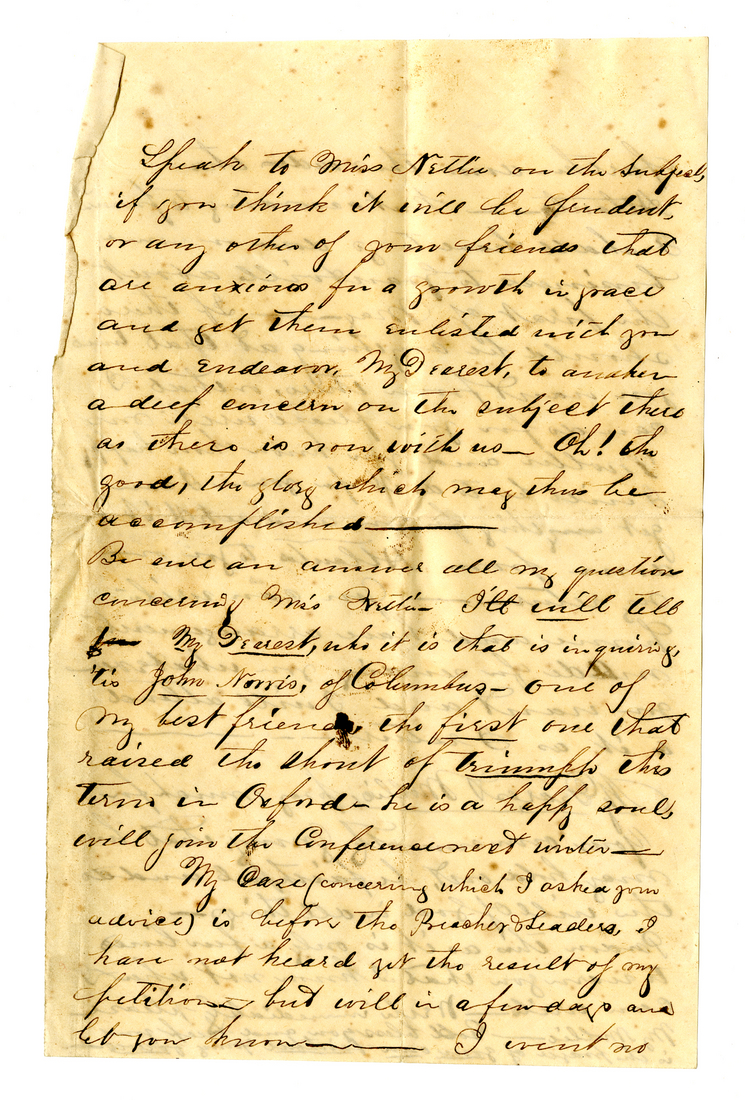 Speak to Miss Nettie on the subject,
if you think it will be prudent,
or any other of your friends that
are anxious for a growth in grace
and get them enlisted with you
and endeavor, My Dearest, to awaken
a deep concern on the subject there
as there is now with us— Oh! the
good, the glory which may thus be
accomplished———
Be sure an answer all my question
concerning Miss Nettie— I'll will tell
My Dearest, who it is that is inquiring,
'tis John Norris, of Columbus— one of
my best friends, the first one that
raised the shout of triumph this
term in Oxford— he is a happy soul,
will join the Conference next winter—
My Case (concering which I asked your
advice) is before the Preacher & Leaders, I
have not heard yet the result of my
petition— but will in a few days and
let you know——— I went no